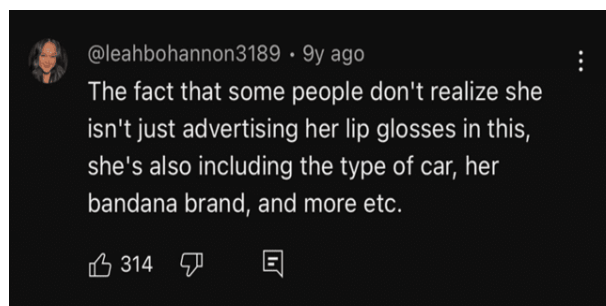 @leahbohannon3189 • 9y ago
The fact that some people don't realize she
isn't just advertising her lip glosses in this,
she's also including the type of car, her
bandana brand, and more etc.
314